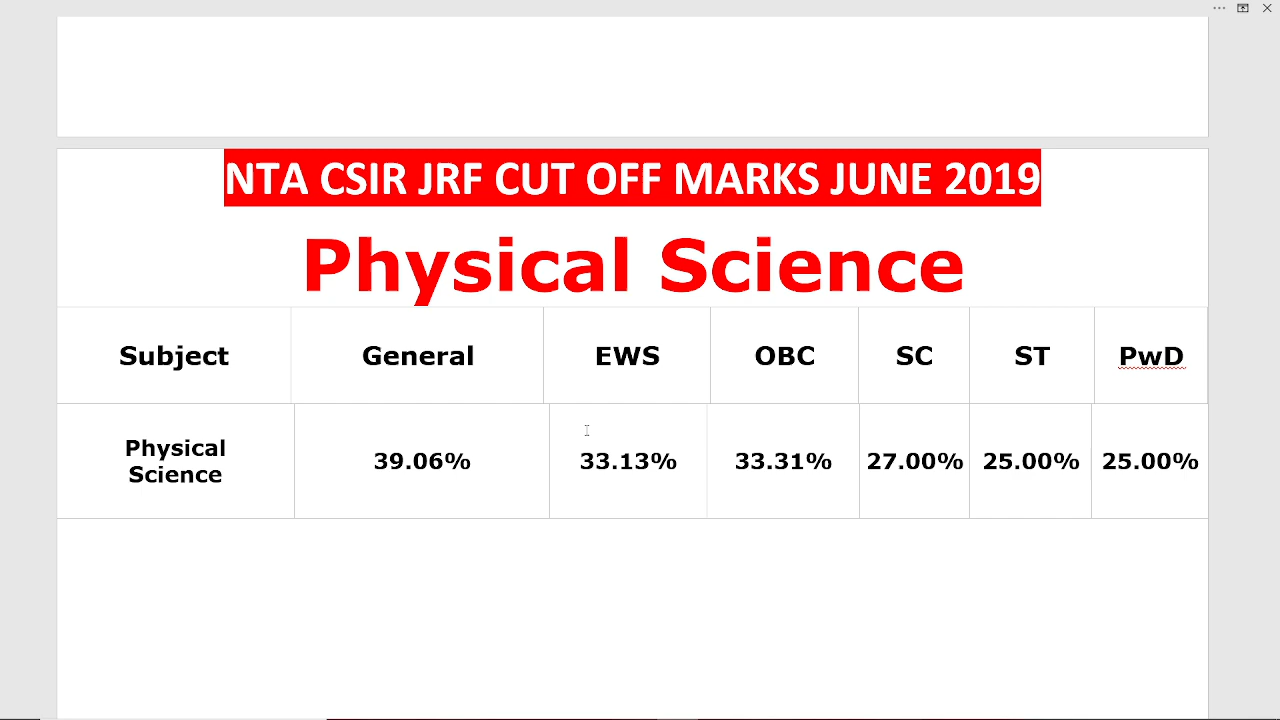 NTA CSIR JRF CUT OFF MARKS JUNE 2019
Physical Science
Subject General EWS OBC SC ST PwD
Physical
Science
39.06% 33.13% 33.31% 27.00% 25.00% 25.00%